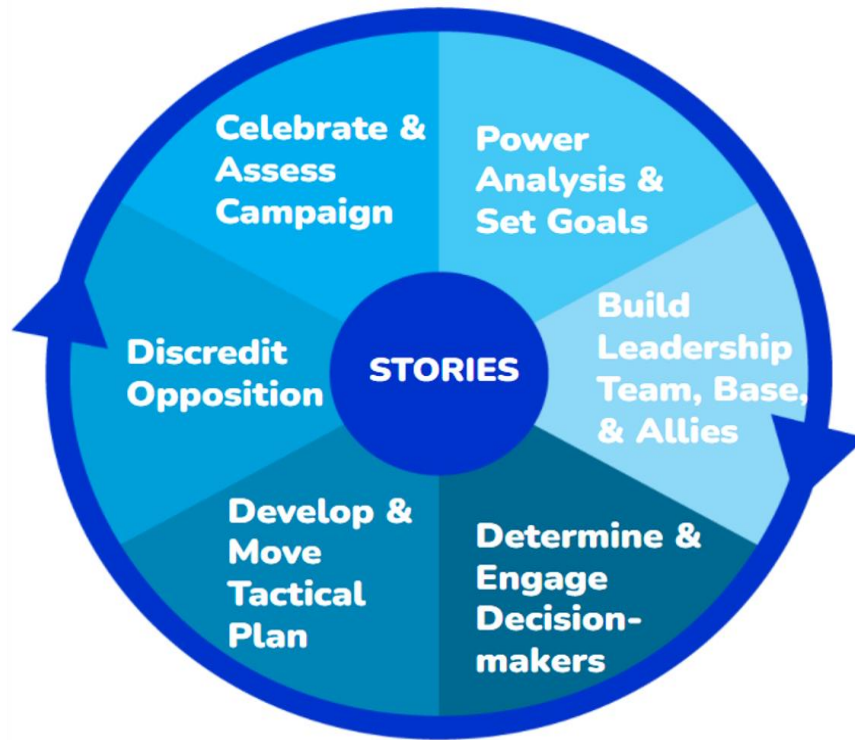 Celebrate &
Assess
Campaign
Power
Analysis &
Set Goals
Build
Leadership
Team, Base,
& Allies
Discredit
Opposition
STORIES
Develop &
Move
Tactical
Plan
Determine &
Engage
Decision-
makers